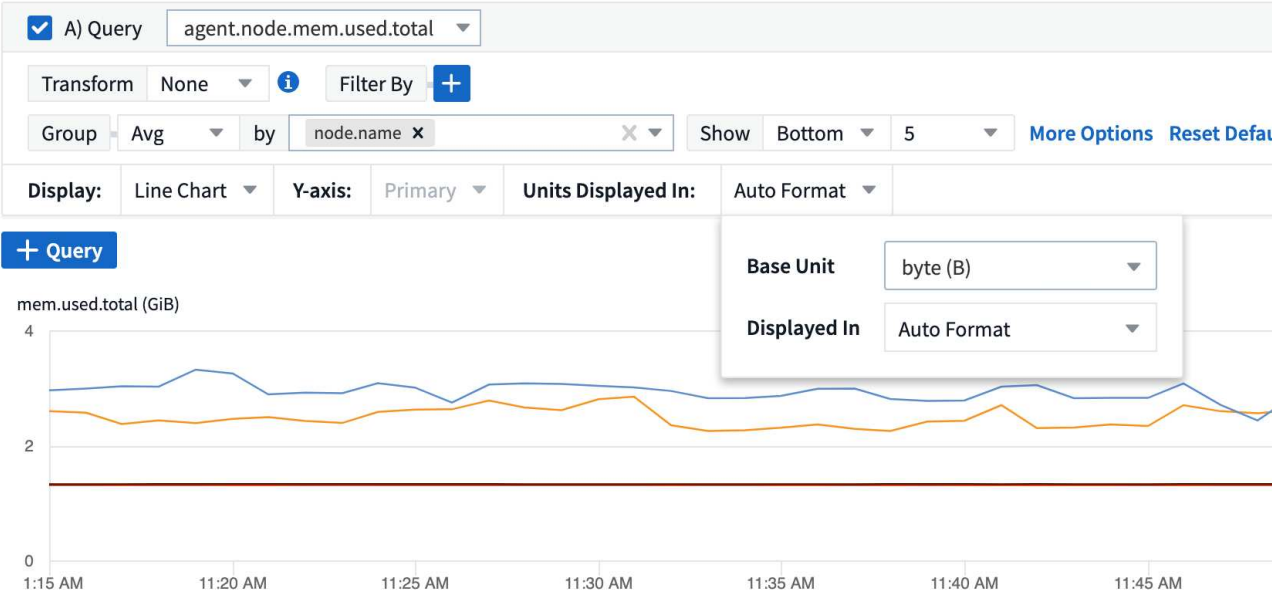 A) Query agent.node.mem.used.total
Transform None i Filter By +
Group Avg by node.name × × Show Bottom 5 More Options Reset Defau
Display: Line Chart Y-axis: Primary Units Displayed In: Auto Format
+ Query
Base Unit byte (B)
Displayed In Auto Format
mem.used.total (GiB)
4
2
0
1:15 AM 11:20 AM 11:25 AM 11:30 AM 11:35 AM 11:40 AM 11:45 AM